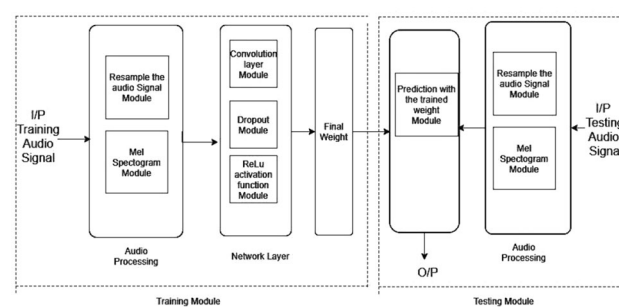 I/P
Training
Audio
Signal
Resample the
audio Signal
Module
Mel
Spectogram
Module
Audio
Processing
Convolution
layer
Module
Dropout
Module
ReLu
activation
function
Module
Network Layer
Final
Weight
Training Module
Prediction with
the trained
weight
Module
O/P
Resample the
audio Signal
Module
Mel
Spectogram
Module
Audio
Processing
I/P
Testing
Audio
Signal
Testing Module